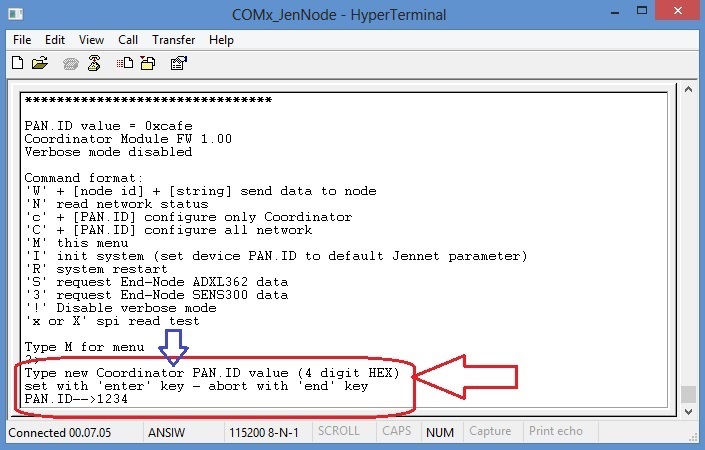 COMx_JenNode - HyperTerminal
File Edit View Call Transfer Help
******************************
PAN.ID value = 0xcafe
Coordinator Module FW 1.00
Verbose mode disabled
Command format:
'W' + [node id] + [string] send data to node
'N' read network status
'c' + [PAN.ID] configure only Coordinator
'C' + [PAN.ID] configure all network
'M' this menu
'I' init system (set device PAN.ID to default Jennet parameter)
'R' system restart
'S' request End-Node ADXL362 data
'3' request End-Node SENS300 data
'!' Disable verbose mode
'x or X' spi read test
Type M for menu
Type new Coordinator PAN.ID value (4 digit HEX)
set with 'enter' key - abort with 'end' key
PAN.ID-->1234
Connected 00.07.05 ANSIW 115200 8-N-1 SCROLL CAPS NUM Capture Print echo